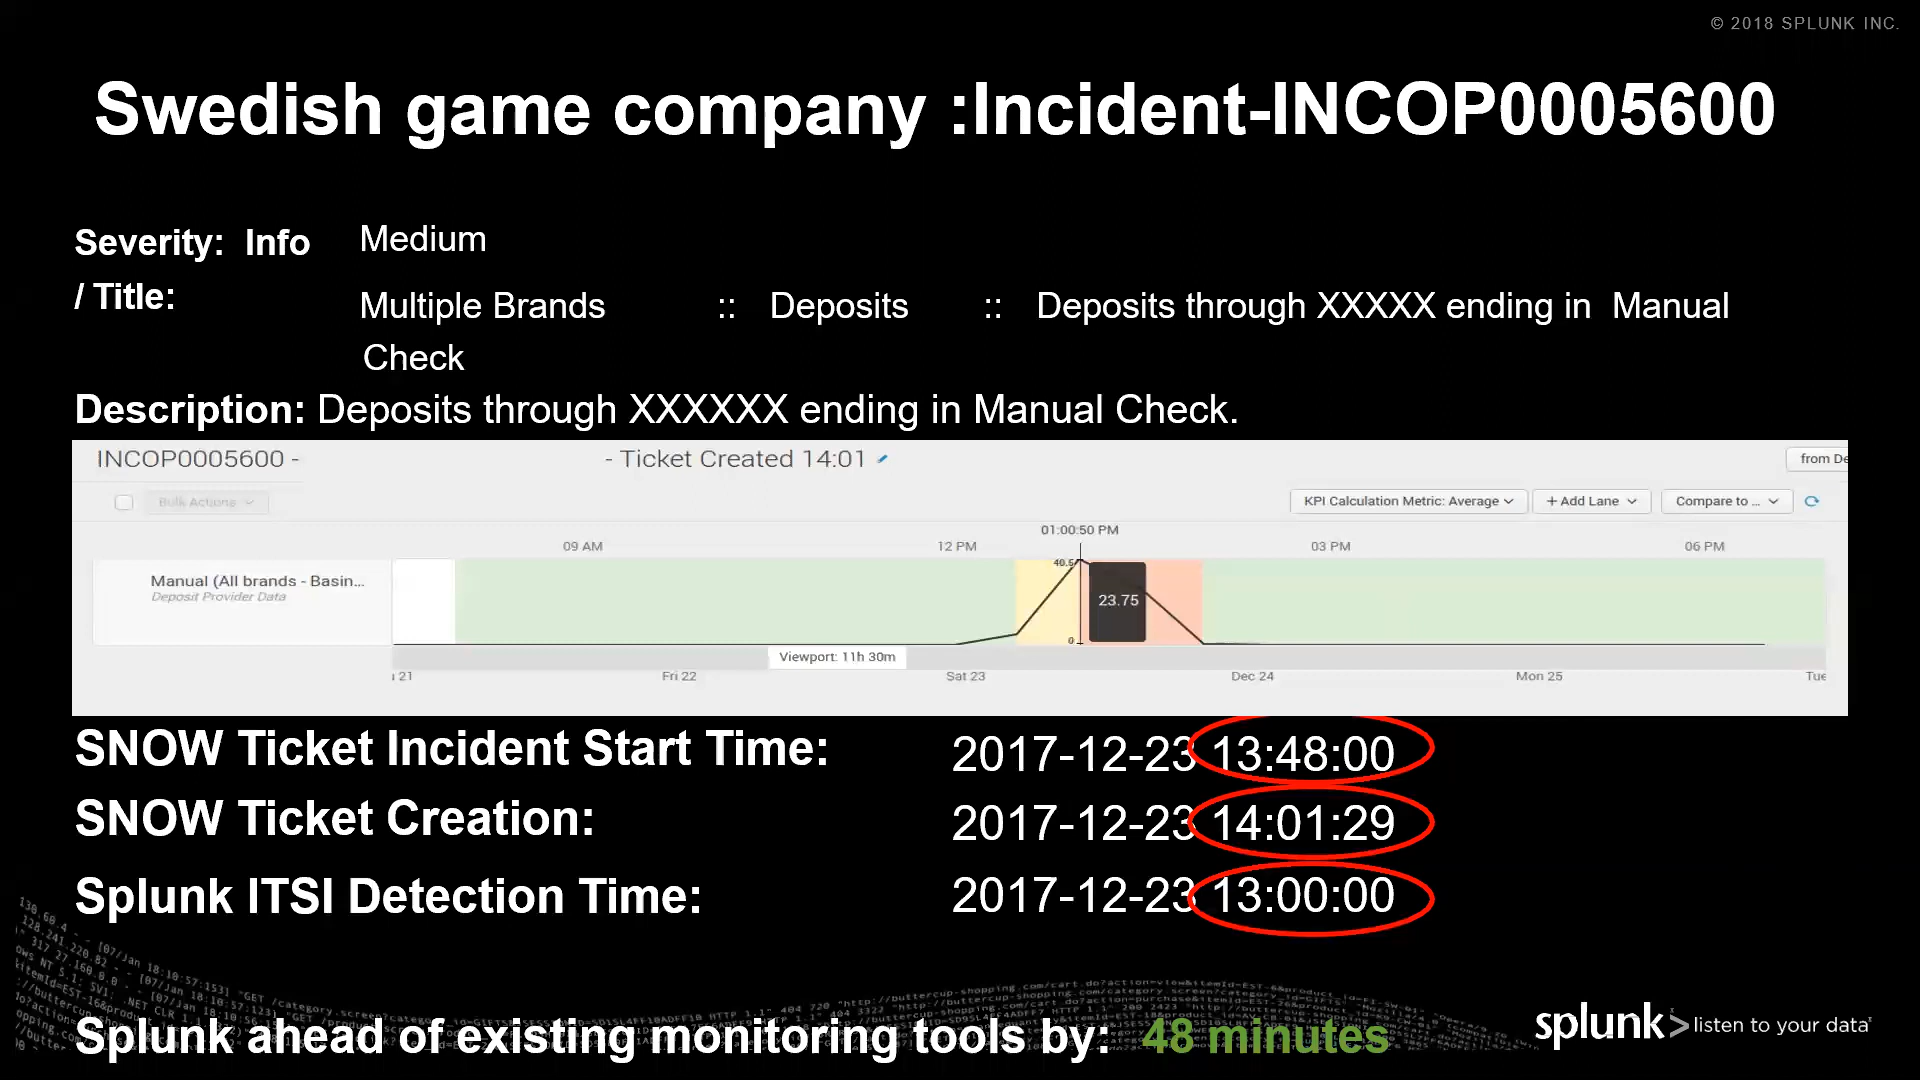 © 2018 SPLUNK INC.
Swedish game company :Incident-INCOP0005600
Severity: Info Medium
/ Title:
Multiple Brands :: Deposits :: Deposits through XXXXX ending in Manual
Check
Description: Deposits through XXXXXX ending in Manual Check.
INCOP0005600 - - Ticket Created 14:01 from De
Bulk Actions KPI Calculation Metric: Average + Add Lane Compare to ...
01:00:50 PM
09 AM 12 PM 03 PM 06 PM
40.5
Manual (All brands - Basin...
Deposit Provider Data
23.75
0
Viewport: 11h 30m
21 Fri 22 Sat 23 Dec 24 Mon 25 Tue
SNOW Ticket Incident Start Time: 2017-12-23 13:48:00
SNOW Ticket Creation: 2017-12-23 14:01:29
Splunk ITSI Detection Time: 2017-12-23 13:00:00
Splunk ahead of existing monitoring tools by: 48 minutes
splunk> listen to your data